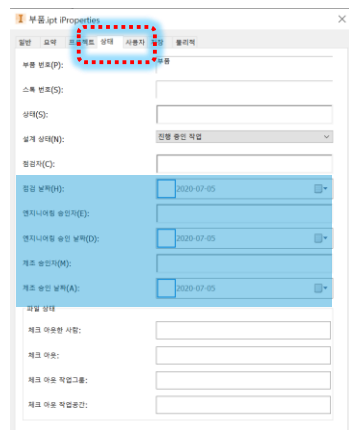 부품.ipt iProperties
일반 요약 프로젝트 상태 사용자 저장 물리적
부품 번호(P): 부품
스톡 번호(S):
상태(S):
설계 상태(N): 진행 중인 작업
점검자(C):
점검 날짜(H): 2020-07-05
엔지니어링 승인자(E):
엔지니어링 승인 날짜(D): 2020-07-05
제조 승인자(M):
제조 승인 날짜(A): 2020-07-05
파일 상태
체크 아웃한 사람:
체크 아웃:
체크 아웃 작업그룹:
체크 아웃 작업공간: